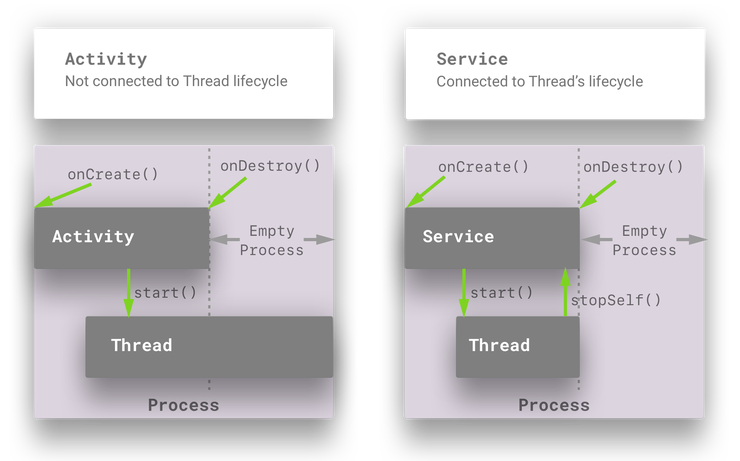 Activity
Not connected to Thread lifecycle
onCreate()
onDestroy()
Activity
Empty
Process
start()
Thread
Process
Service
Connected to Thread's lifecycle
onCreate()
onDestroy()
Service
Empty
Process
start()
stopSelf()
Thread
Process